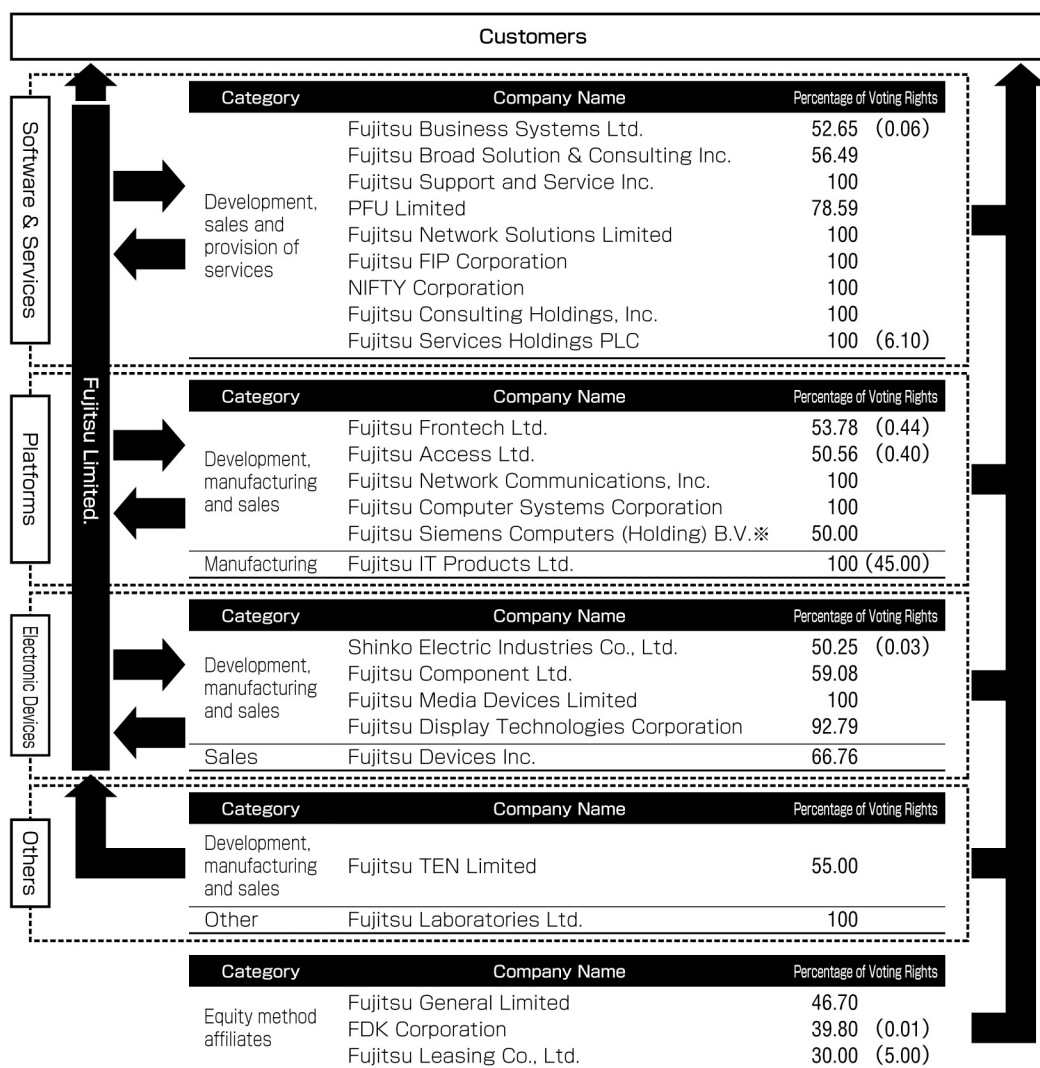 Customers
Software & Services
Fujitsu Limited.
Category Company Name Percentage of Voting Rights
Development,
sales and
provision of
services
Fujitsu Business Systems Ltd. 52.65 (0.06)
Fujitsu Broad Solution & Consulting Inc. 56.49
Fujitsu Support and Service Inc. 100
PFU Limited 78.59
Fujitsu Network Solutions Limited 100
Fujitsu FIP Corporation 100
NIFTY Corporation 100
Fujitsu Consulting Holdings, Inc. 100
Fujitsu Services Holdings PLC 100 (6.10)
Platforms
Category Company Name Percentage of Voting Rights
Development,
manufacturing
and sales
Fujitsu Frontech Ltd. 53.78 (0.44)
Fujitsu Access Ltd. 50.56 (0.40)
Fujitsu Network Communications, Inc. 100
Fujitsu Computer Systems Corporation 100
Fujitsu Siemens Computers (Holding) B.V.※ 50.00
Manufacturing Fujitsu IT Products Ltd. 100 (45.00)
Electronic Devices
Category Company Name Percentage of Voting Rights
Development,
manufacturing
and sales
Shinko Electric Industries Co., Ltd. 50.25 (0.03)
Fujitsu Component Ltd. 59.08
Fujitsu Media Devices Limited 100
Fujitsu Display Technologies Corporation 92.79
Sales Fujitsu Devices Inc. 66.76
Others
Category Company Name Percentage of Voting Rights
Development,
manufacturing
and sales
Fujitsu TEN Limited 55.00
Other Fujitsu Laboratories Ltd. 100
Category Company Name Percentage of Voting Rights
Equity method
affiliates
Fujitsu General Limited 46.70
FDK Corporation 39.80 (0.01)
Fujitsu Leasing Co., Ltd. 30.00 (5.00)